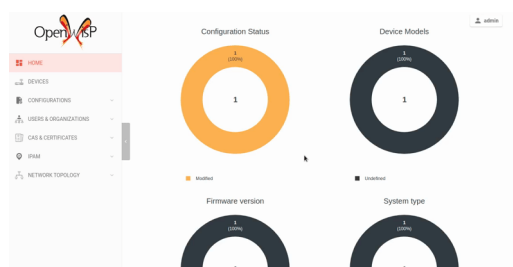 OpenWISP
admin
HOME
DEVICES
CONFIGURATIONS
USERS & ORGANIZATIONS
CAS & CERTIFICATES
IPAM
NETWORK TOPOLOGY
Configuration Status
1
(100%)
1
Modified
Device Models
1
(100%)
1
Undefined
Firmware version
1
(100%)
System type
1
(100%)